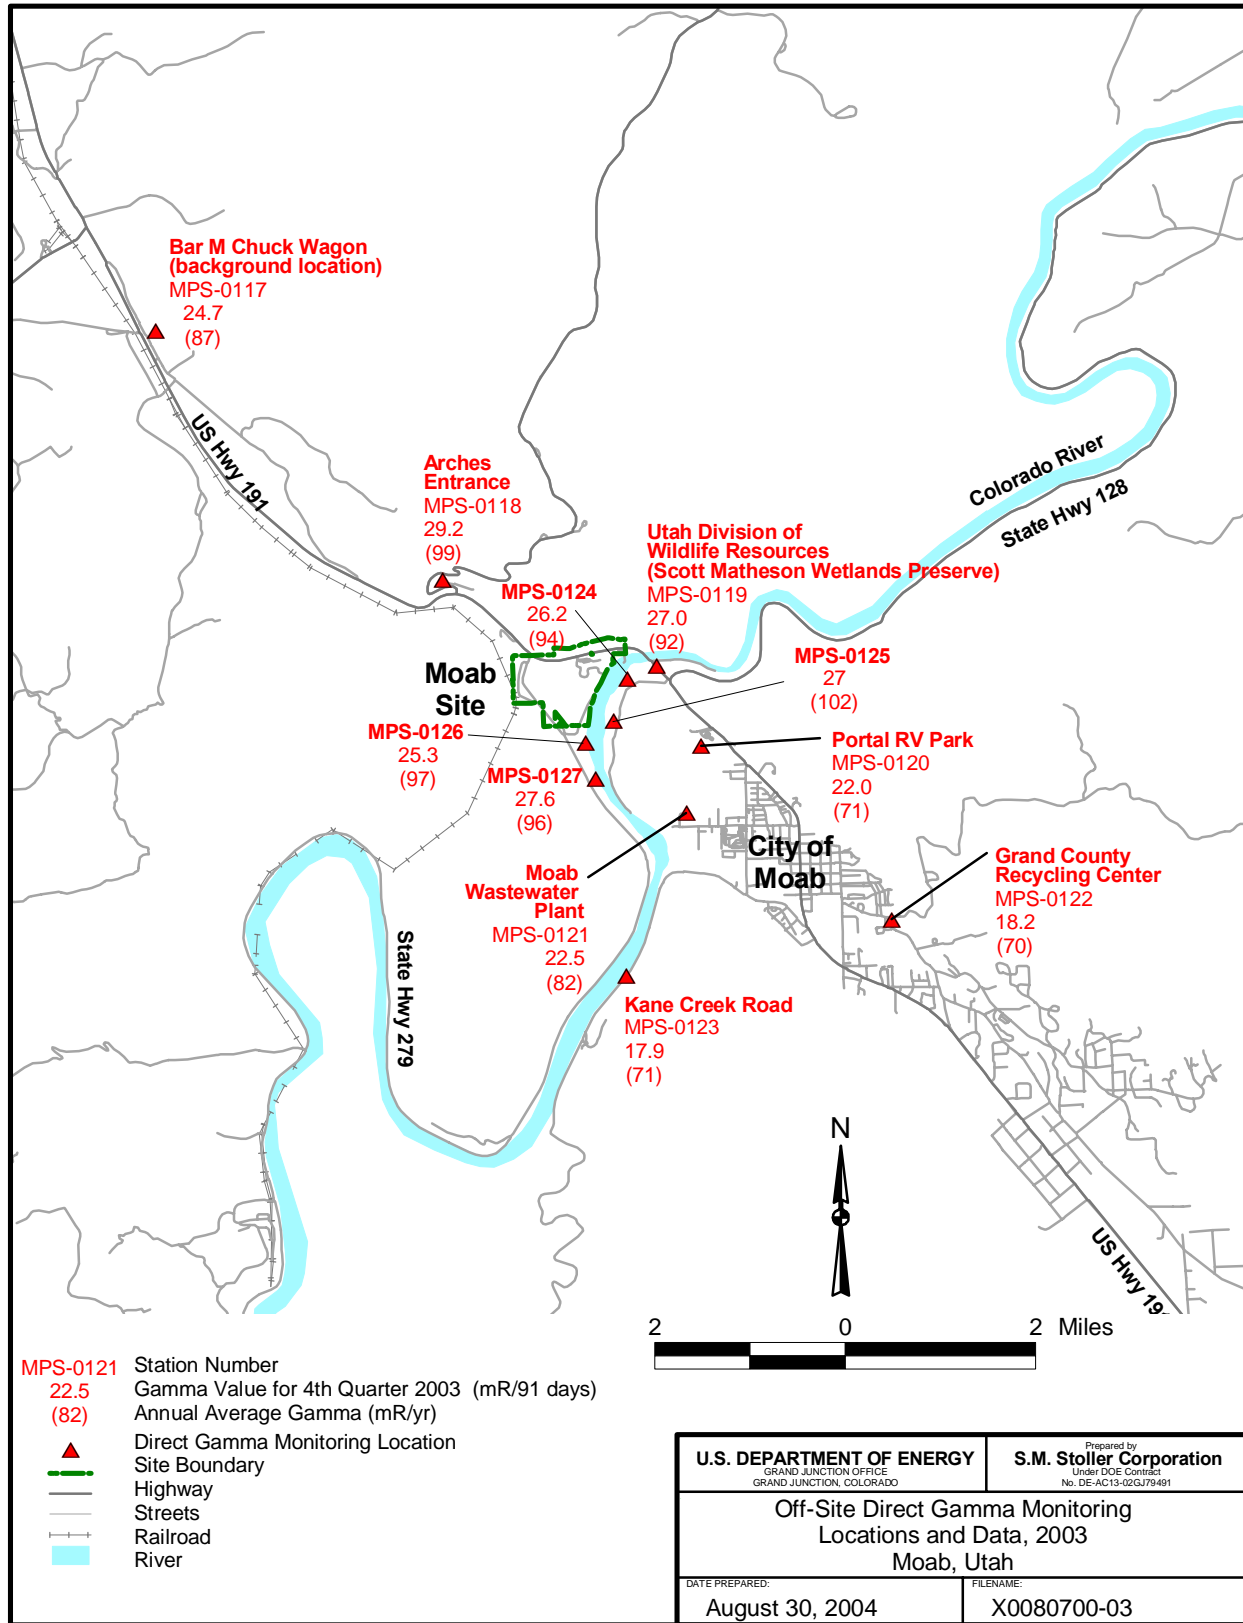 Bar M Chuck Wagon
(background location)
MPS-0117
24.7
(87)
US Hwy 191
Arches
Entrance
MPS-0118
29.2
(99)
Colorado River
State Hwy 128
Utah Division of
Wildlife Resources
(Scott Matheson Wetlands Preserve)
MPS-0119
27.0
(92)
MPS-0124
26.2
(94)
MPS-0125
27
(102)
Moab
Site
MPS-0126
25.3
(97)
MPS-0127
27.6
(96)
Portal RV Park
MPS-0120
22.0
(71)
City of
Moab
Grand County
Recycling Center
MPS-0122
18.2
(70)
Moab
Wastewater
Plant
MPS-0121
22.5
(82)
State Hwy 279
Kane Creek Road
MPS-0123
17.9
(71)
N
US Hwy 19
2 0 2 Miles
MPS-0121 Station Number
22.5 Gamma Value for 4th Quarter 2003 (mR/91 days)
(82) Annual Average Gamma (mR/yr)
Direct Gamma Monitoring Location
Site Boundary
Highway
Streets
Railroad
River
U.S. DEPARTMENT OF ENERGY
GRAND JUNCTION OFFICE
GRAND JUNCTION, COLORADO
Prepared by
S.M. Stoller Corporation
Under DOE Contract
No. DE-AC13-02GJ79491
Off-Site Direct Gamma Monitoring
Locations and Data, 2003
Moab, Utah
DATE PREPARED:
August 30, 2004
FILENAME:
X0080700-03